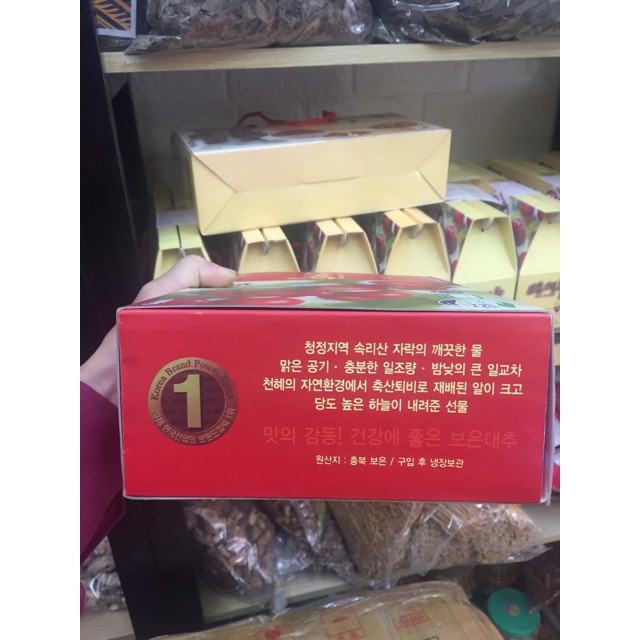 청정지역 속리산 자락의 깨끗한 물
맑은 공기 · 충분한 일조량 · 밤낮의 큰 일교차
천혜의 자연환경에서 축산퇴비로 재배된 알이 크고
당도 높은 하늘이 내려준 선물
맛의 감동! 건강에 좋은 보은대추
원산지 : 충북 보은 / 구입 후 냉장보관
Korea Brand Power
1